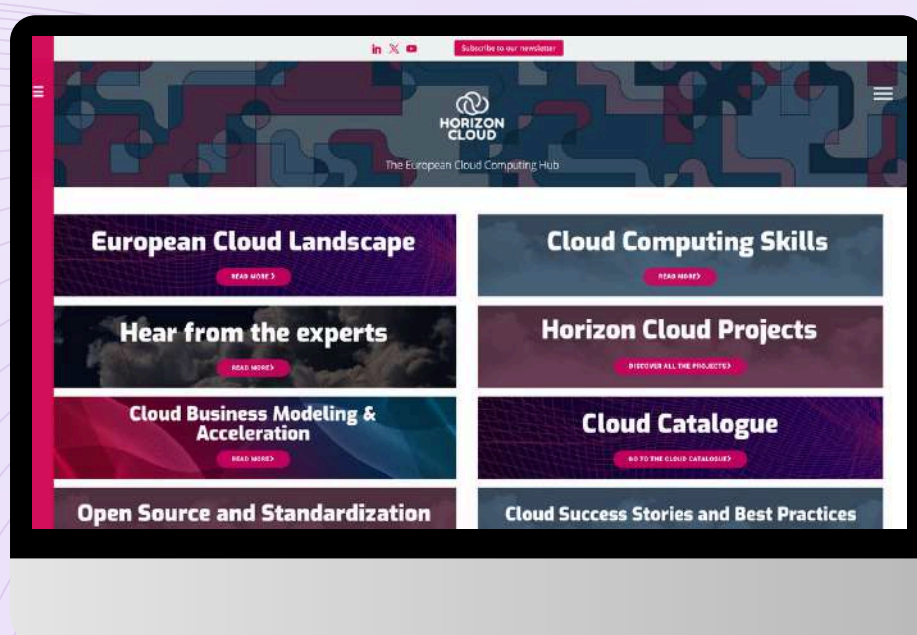 in
Subscribe to our newsletter
HORIZON
CLOUD
The European Cloud Computing Hub
European Cloud Landscape
READ MORE
Cloud Computing Skills
READ MORE
Hear from the experts
READ MORE
Horizon Cloud Projects
DISCOVER ALL THE PROJECTS
Cloud Business Modeling &
Acceleration
READ MORE
Cloud Catalogue
GO TO THE CLOUD CATALOGUE
Open Source and Standardization
Cloud Success Stories and Best Practices